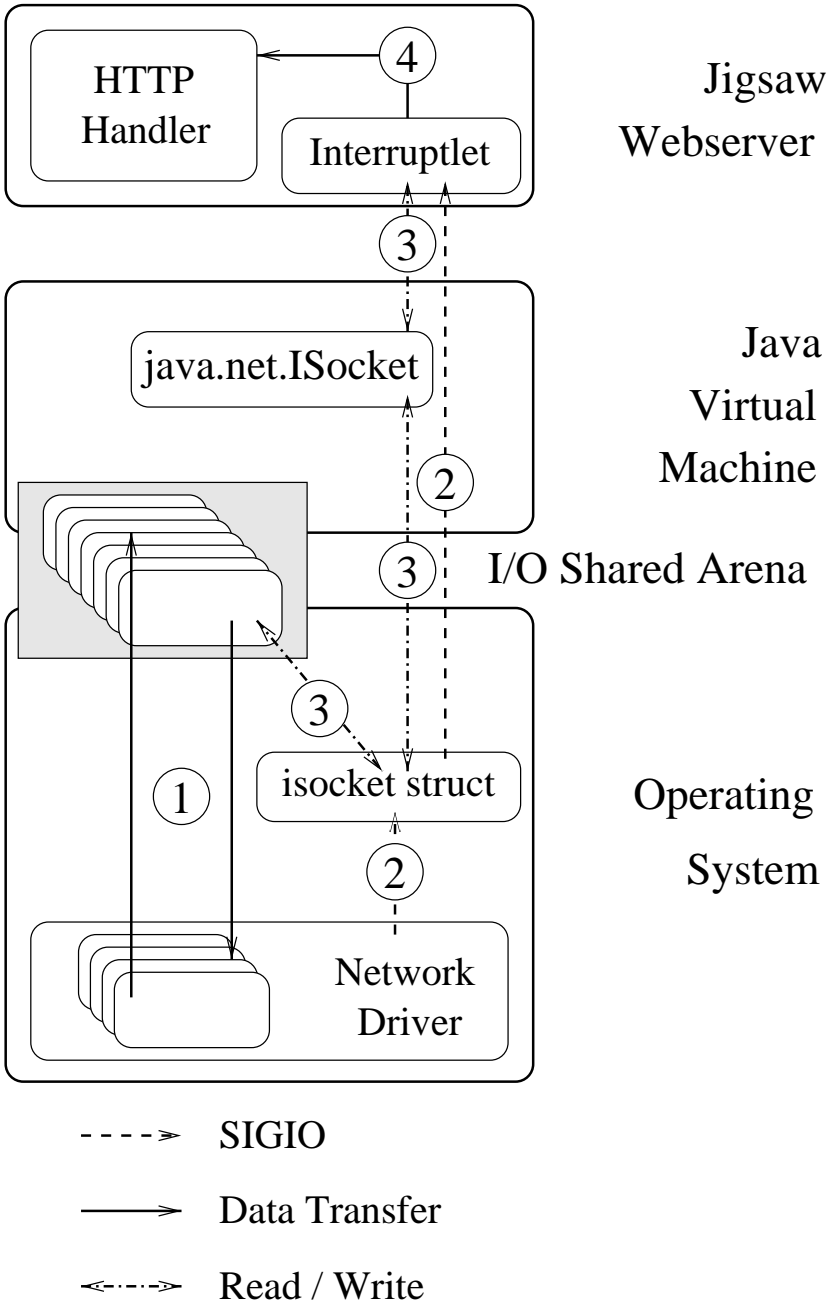 HTTP
Handler
4
Interruptlet
Jigsaw
Webserver
3
java.net.ISocket
Java
Virtual
Machine
2
3
I/O Shared Arena
3
1
isocket struct
Operating
System
2
Network
Driver
SIGIO
Data Transfer
Read / Write